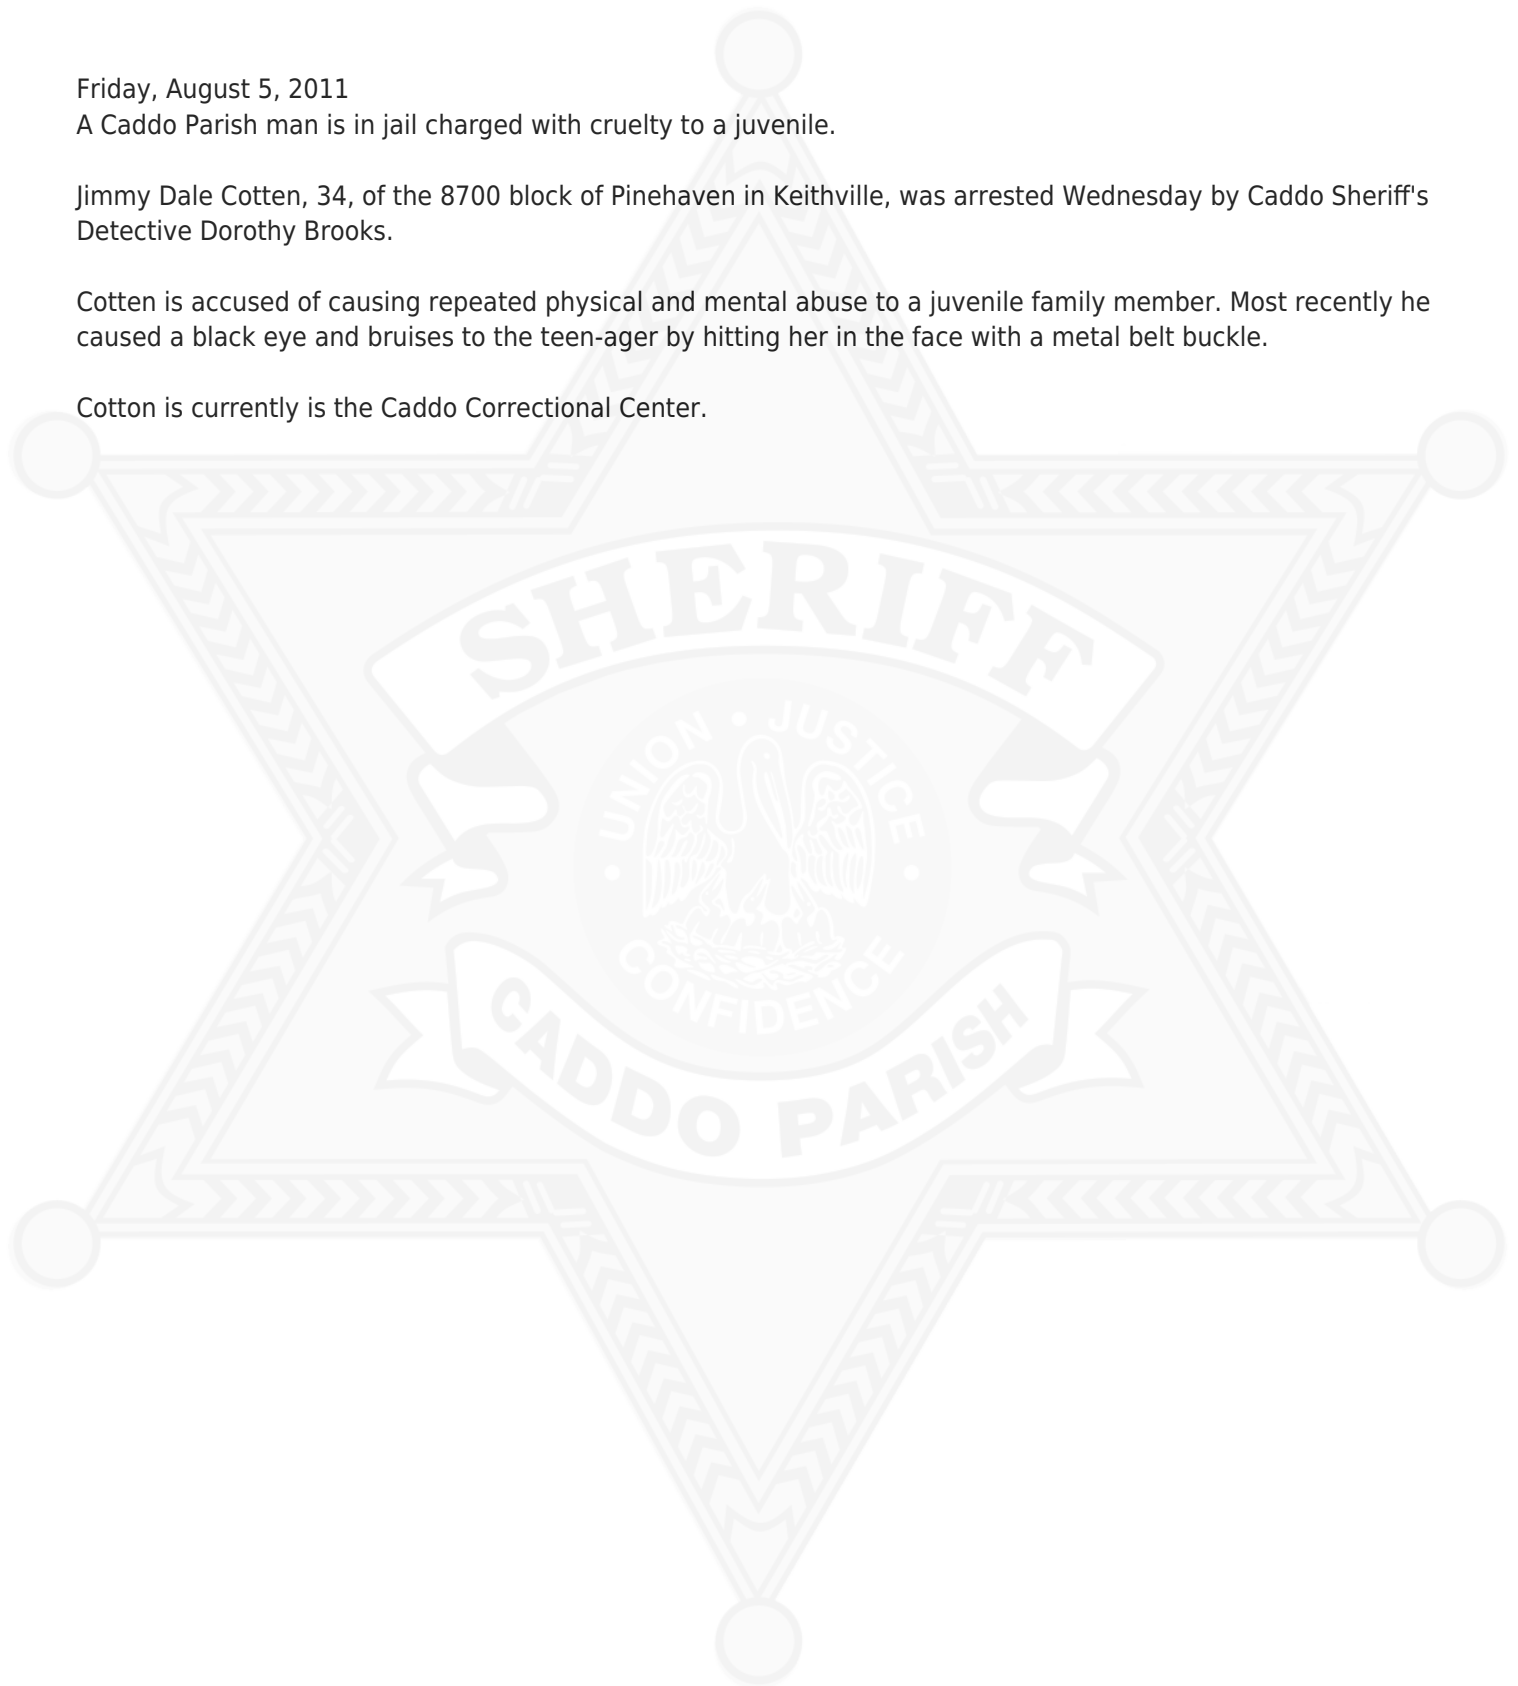 Friday, August 5, 2011
A Caddo Parish man is in jail charged with cruelty to a juvenile.
Jimmy Dale Cotten, 34, of the 8700 block of Pinehaven in Keithville, was arrested Wednesday by Caddo Sheriff's
Detective Dorothy Brooks.
Cotten is accused of causing repeated physical and mental abuse to a juvenile family member. Most recently he
caused a black eye and bruises to the teen-ager by hitting her in the face with a metal belt buckle.
Cotton is currently is the Caddo Correctional Center.
SHERIFF
UNION • JUSTICE
• CONFIDENCE •
CADDO PARISH